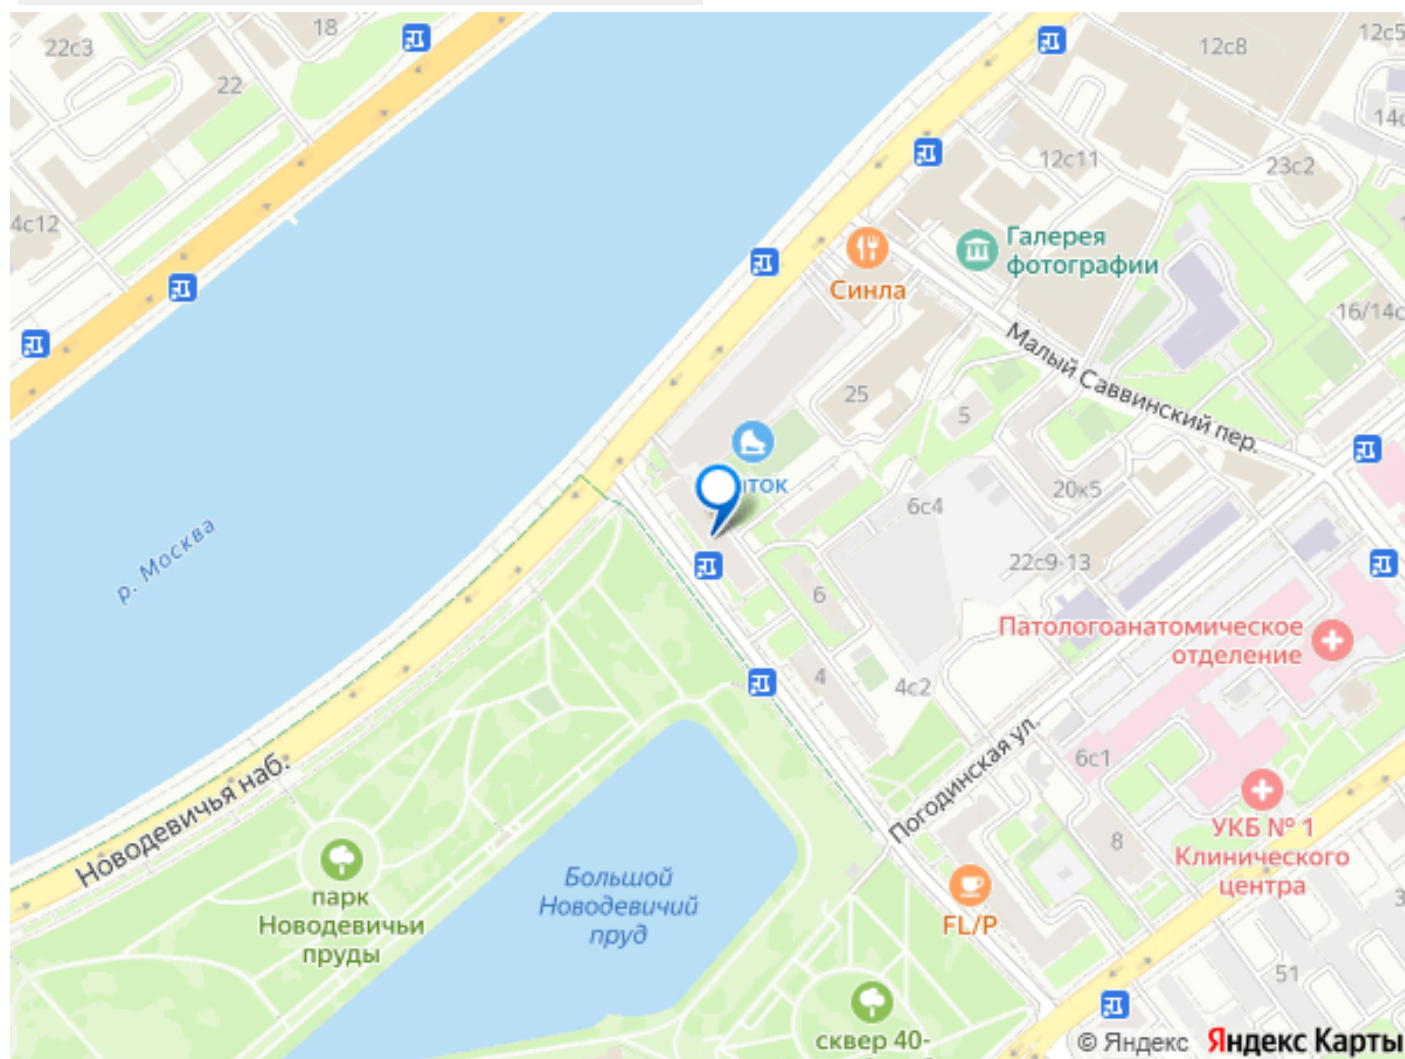 22с3
18
22
12с8
12с5
14с
12с11
23с2
4с12
Галерея
фотографии
Синла
16/14с
Малый Саввинский пер.
25
5
20к5
6с4
р. Москва
22с9-13
6
Патологоанатомическое
отделение
4
4с2
Погодинская ул.
6с1
Новодевичья наб.
УКБ № 1
Клинического
центра
8
парк
Новодевичьи
пруды
Большой
Новодевичий
пруд
FL/P
51
сквер 40-
© Яндекс Яндекс Карты